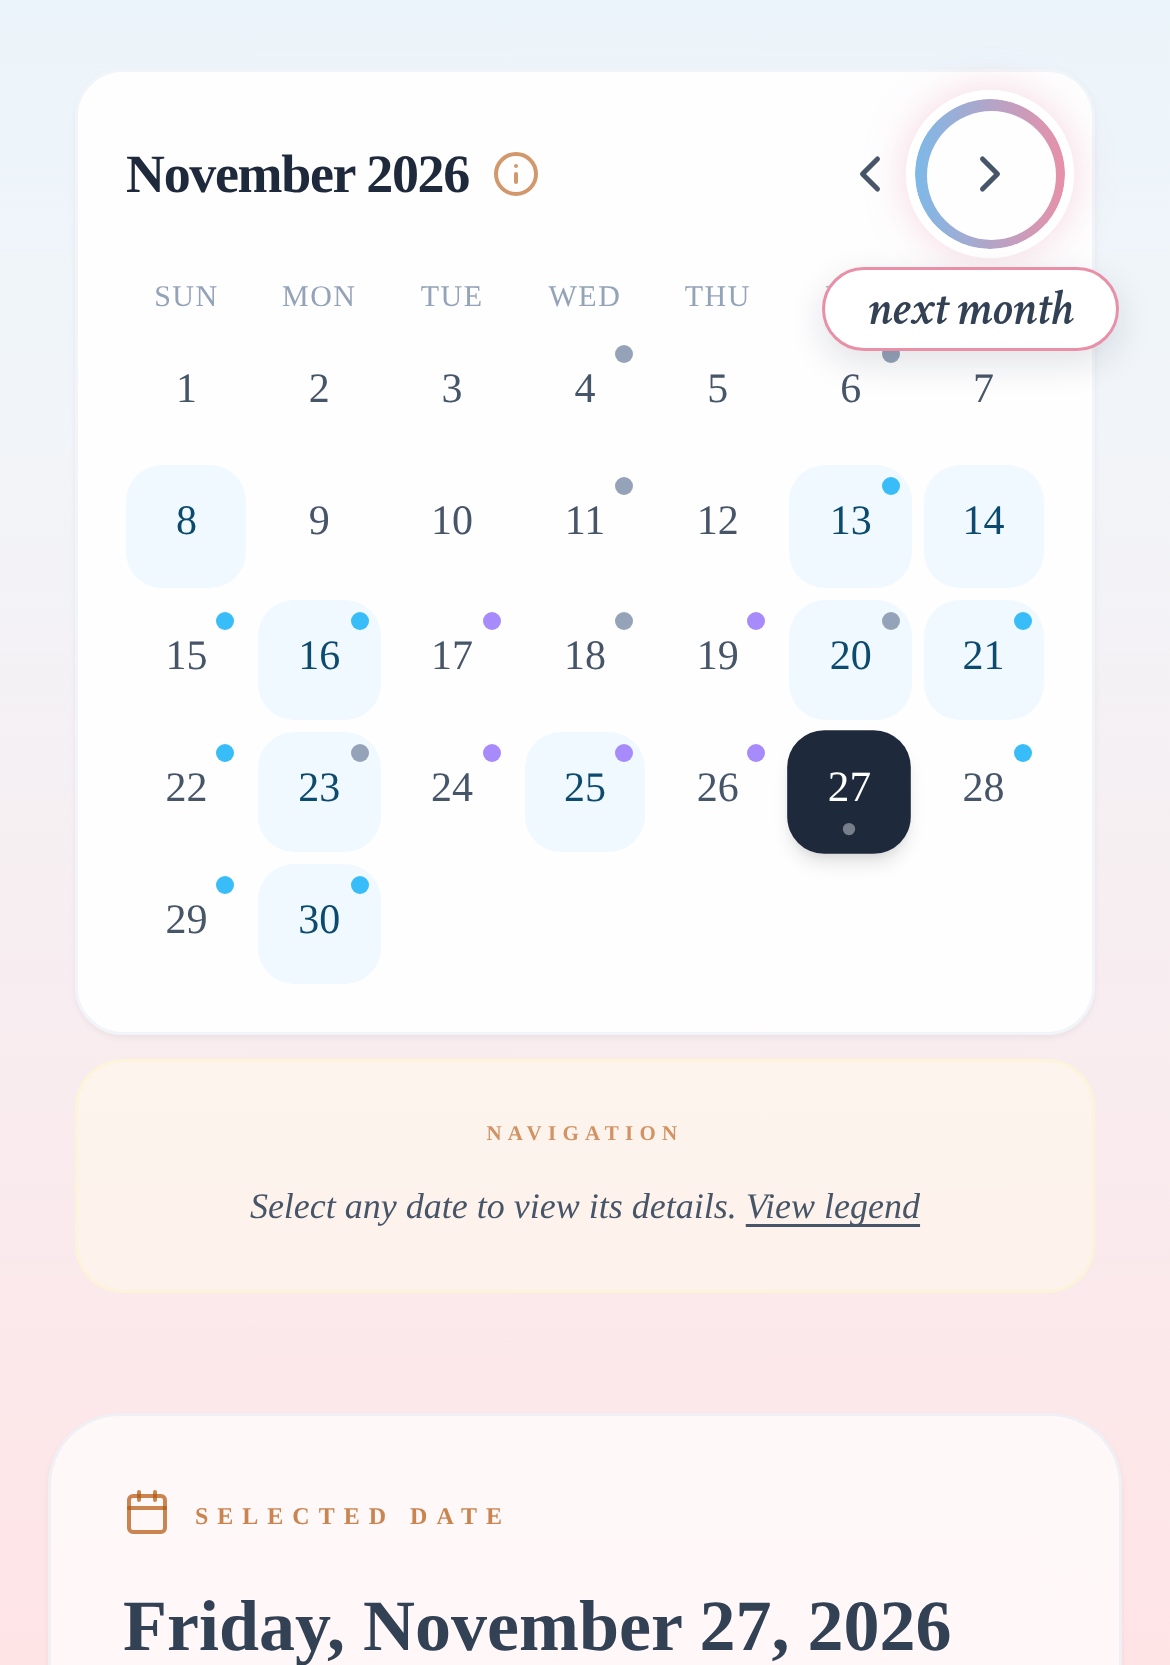 November 2026
next month
SUN MON TUE WED THU
1 2 3 4 5 6 7
8 9 10 11 12 13 14
15 16 17 18 19 20 21
22 23 24 25 26 27 28
29 30
NAVIGATION
Select any date to view its details. View legend
SELECTED DATE
Friday, November 27, 2026